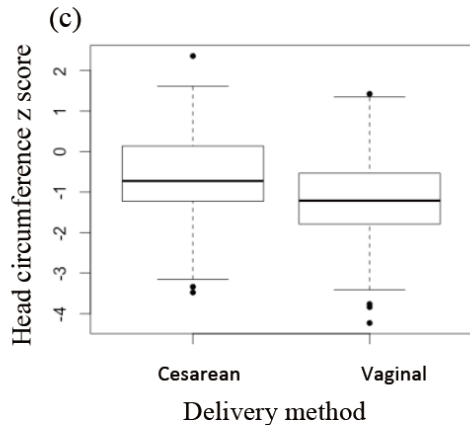 (c)
Head circumference z score
2
1
0
-1
-2
-3
-4
Cesarean Vaginal
Delivery method